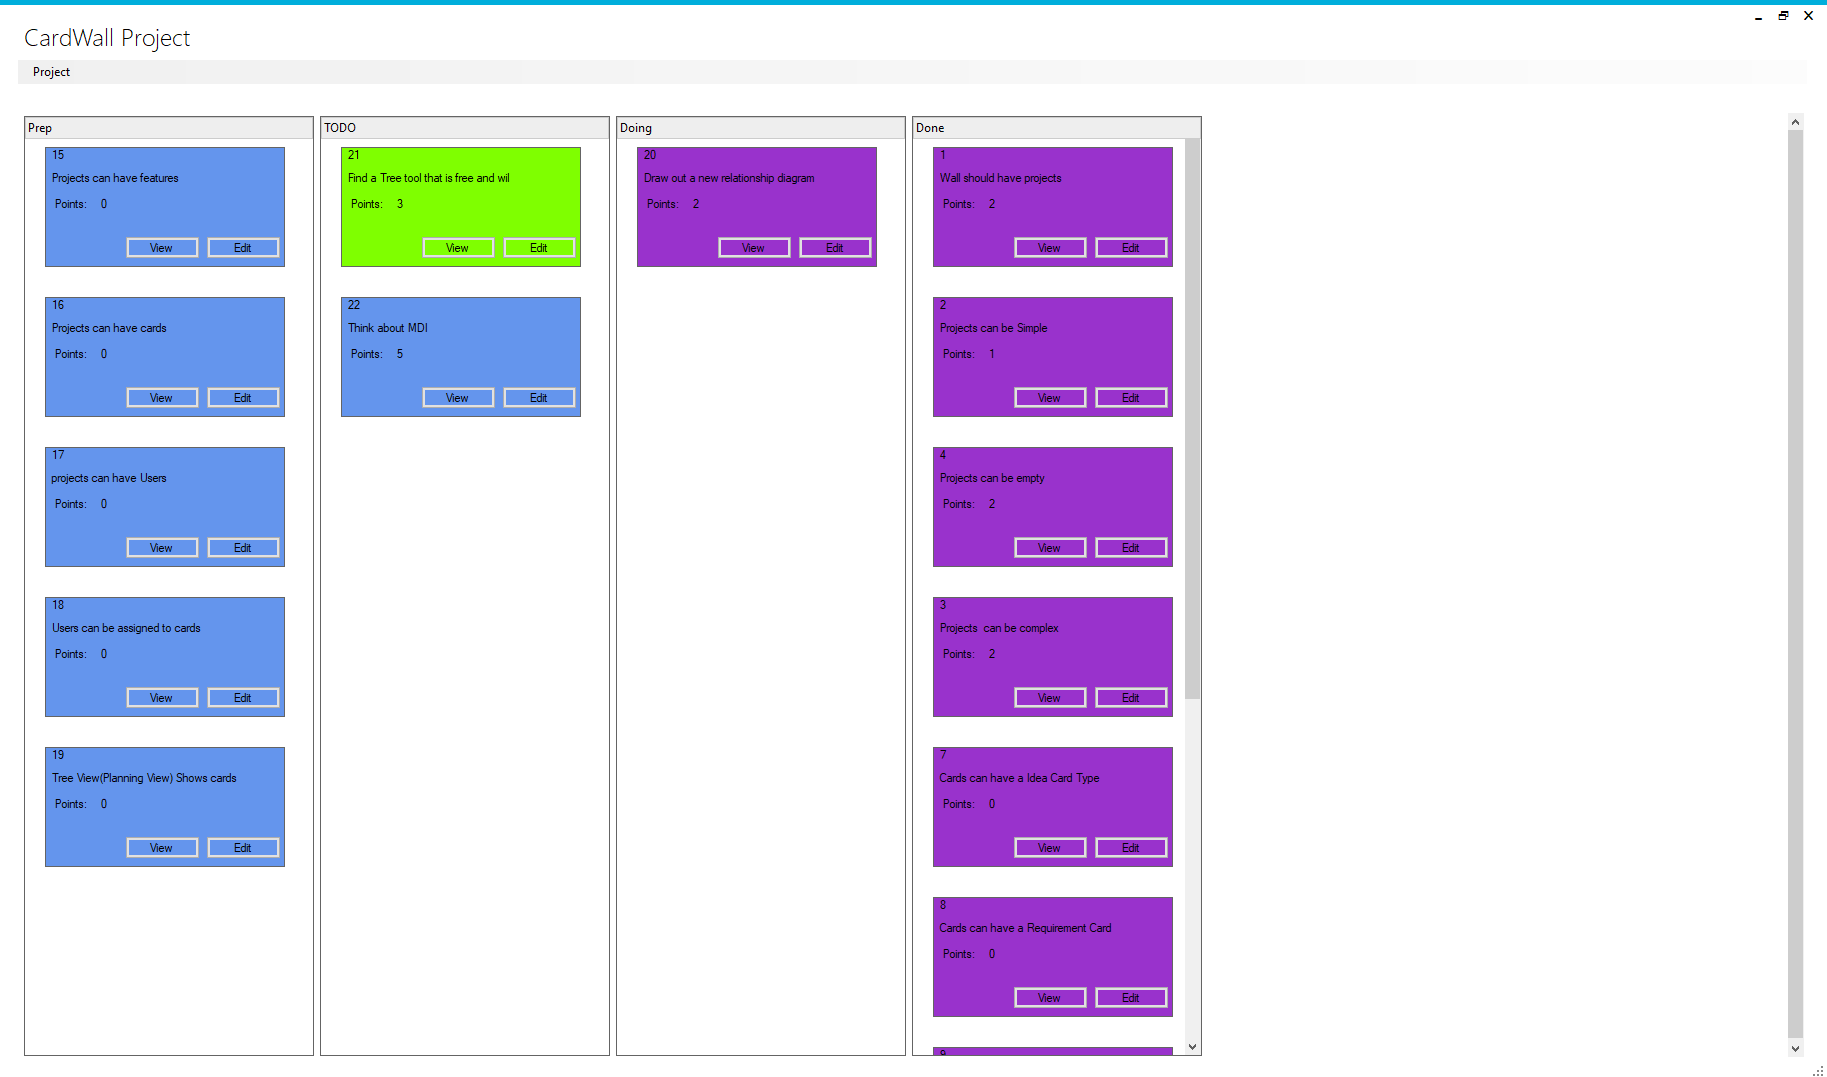 CardWall Project
Project
Prep
15
Projects can have features
Points: 0
View Edit
16
Projects can have cards
Points: 0
View Edit
17
projects can have Users
Points: 0
View Edit
18
Users can be assigned to cards
Points: 0
View Edit
19
Tree View(Planning View) Shows cards
Points: 0
View Edit
TODO
21
Find a Tree tool that is free and wil
Points: 3
View Edit
22
Think about MDI
Points: 5
View Edit
Doing
20
Draw out a new relationship diagram
Points: 2
View Edit
Done
1
Wall should have projects
Points: 2
View Edit
2
Projects can be Simple
Points: 1
View Edit
4
Projects can be empty
Points: 2
View Edit
3
Projects  can be complex
Points: 2
View Edit
7
Cards can have a Idea Card Type
Points: 0
View Edit
8
Cards can have a Requirement Card
Points: 0
View Edit